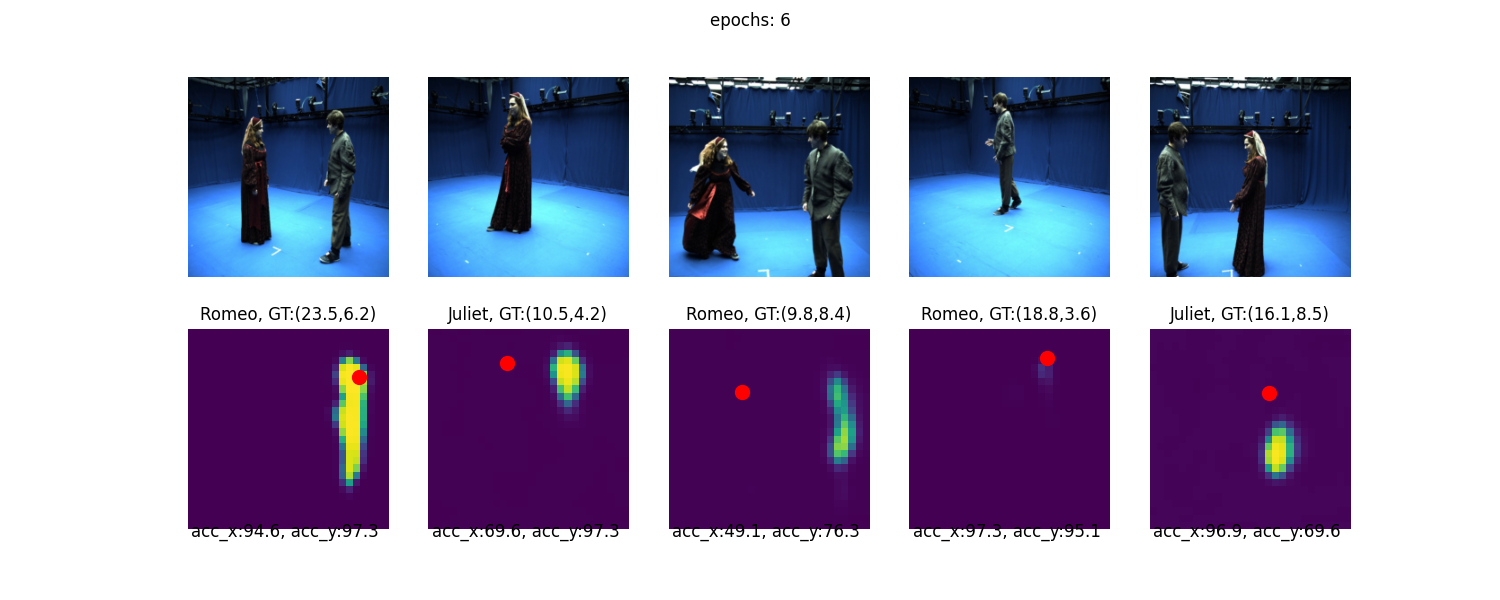 epochs: 6
Romeo, GT:(23.5,6.2)
Juliet, GT:(10.5,4.2)
Romeo, GT:(9.8,8.4)
Romeo, GT:(18.8,3.6)
Juliet, GT:(16.1,8.5)
acc_x:94.6, acc_y:97.3
acc_x:69.6, acc_y:97.3
acc_x:49.1, acc_y:76.3
acc_x:97.3, acc_y:95.1
acc_x:96.9, acc_y:69.6